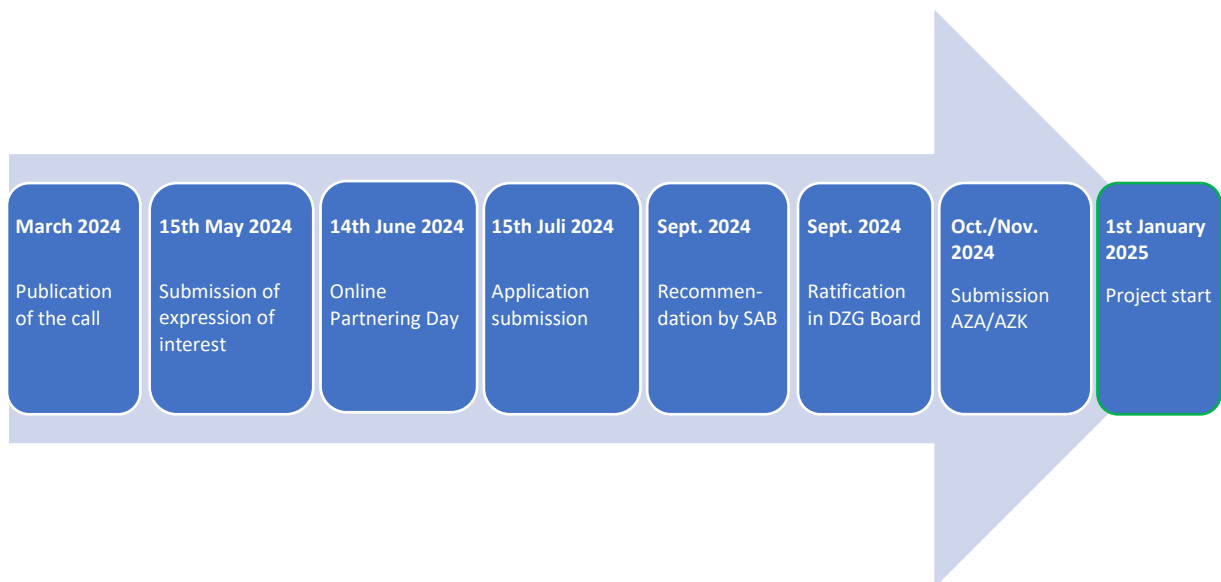 March 2024
Publication
of the call
15th May 2024
Submission of
expression of
interest
14th June 2024
Online
Partnering Day
15th Juli 2024
Application
submission
Sept. 2024
Recommen-
dation by SAB
Sept. 2024
Ratification
in DZG Board
Oct./Nov.
2024
Submission
AZA/AZK
1st January
2025
Project start